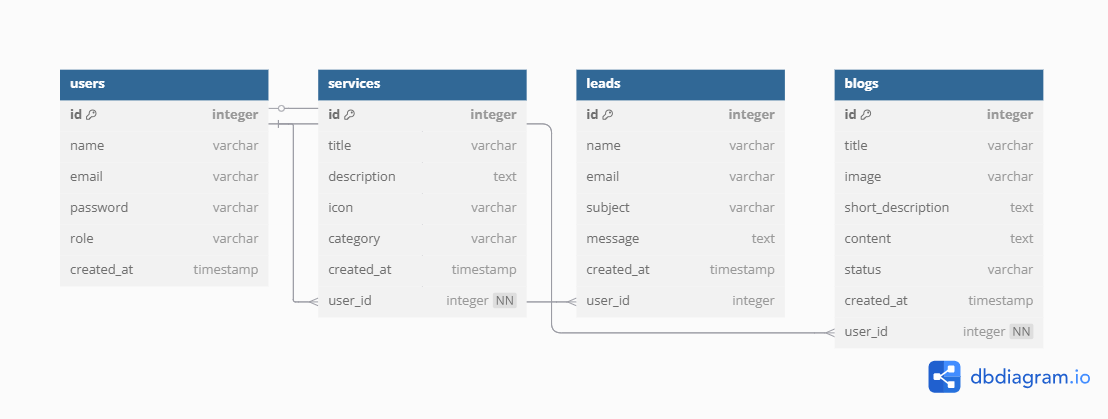 users
id integer
name varchar
email varchar
password varchar
role varchar
created_at timestamp
services
id integer
title varchar
description text
icon varchar
category varchar
created_at timestamp
user_id integer NN
leads
id integer
name varchar
email varchar
subject varchar
message text
created_at timestamp
user_id integer
blogs
id integer
title varchar
image varchar
short_description text
content text
status varchar
created_at timestamp
user_id integer NN
dbdiagram.io